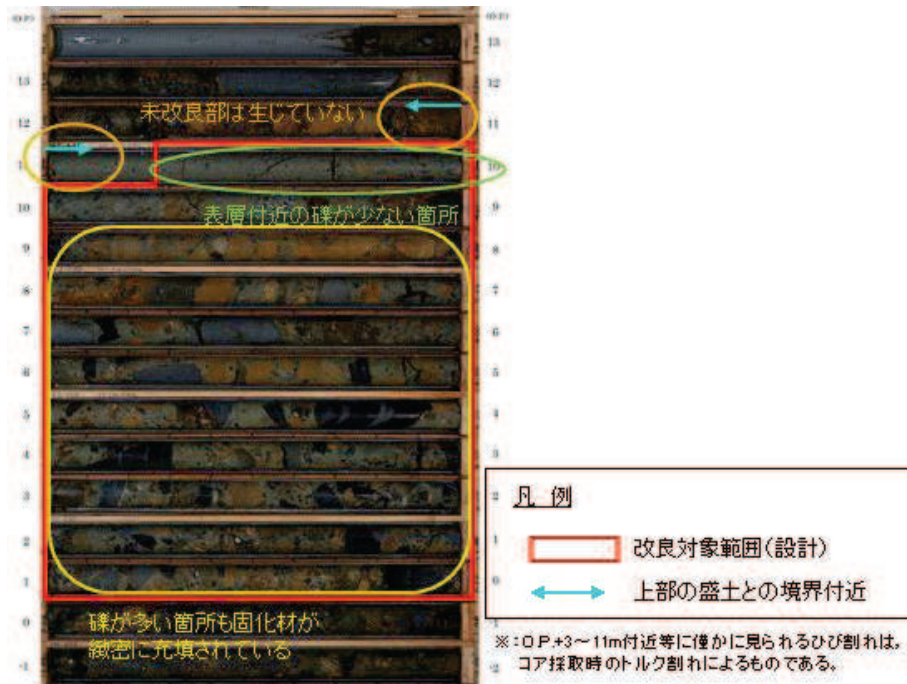 (O.P.)
(O.P.)
13
13
12
未改良部は生じていない
12
11
11
10
表層付近の礫が少ない箇所
10
9
9
8
8
7
7
6
6
5
5
4
4
3
3
2
2
1
1
0
礫が多い箇所も固化材が
緻密に充填されている
0
-1
-1
-2
凡 例
改良対象範囲(設計)
上部の盛土との境界付近
※:O.P.+3~11m付近等に僅かに見られるひび割れは,
コア採取時のトルク割れによるものである。